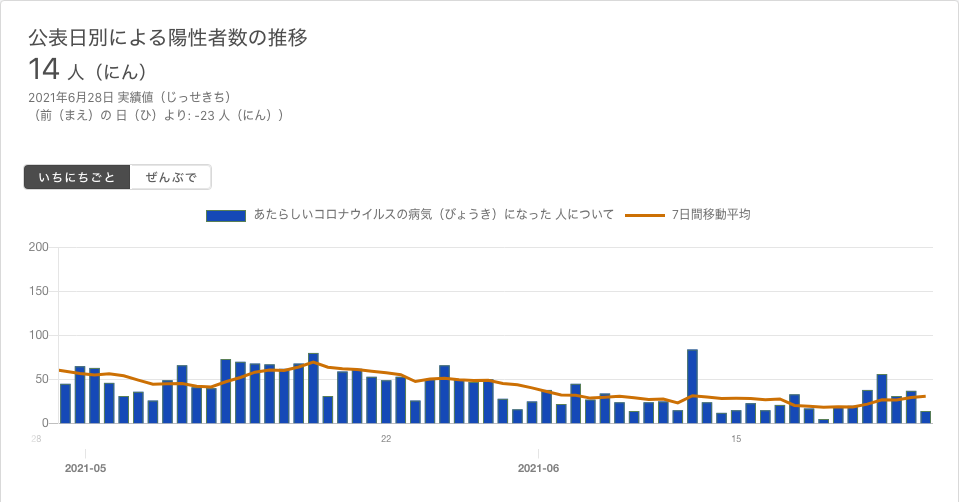 公表日別による陽性者数の推移
14 人（にん）
2021年6月28日 実績値（じっせきち）
（前（まえ）の 日（ひ）より: -23 人（にん））
いちにちごと ぜんぶで
あたらしいコロナウイルスの病気（びょうき）になった 人について 7日間移動平均
200
150
100
50
0
28 22 15
2021-05 2021-06